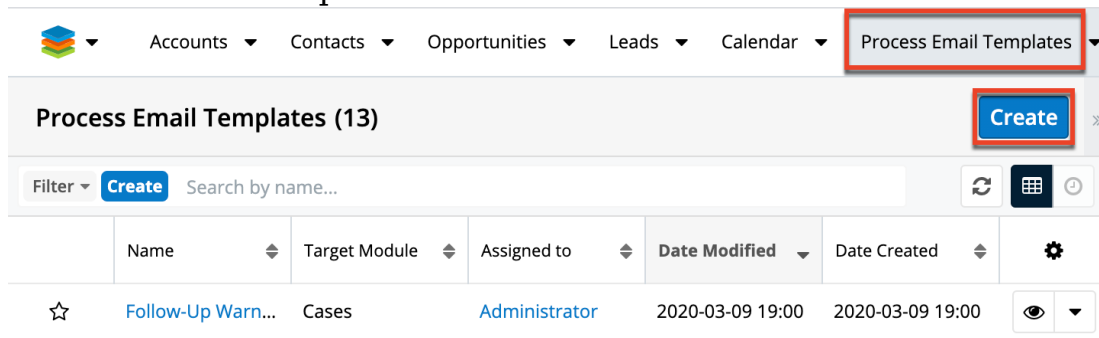 Accounts Contacts Opportunities Leads Calendar Process Email Templates
Process Email Templates (13) Create
Filter Create Search by name...
Name Target Module Assigned to Date Modified Date Created
Follow-Up Warn... Cases Administrator 2020-03-09 19:00 2020-03-09 19:00